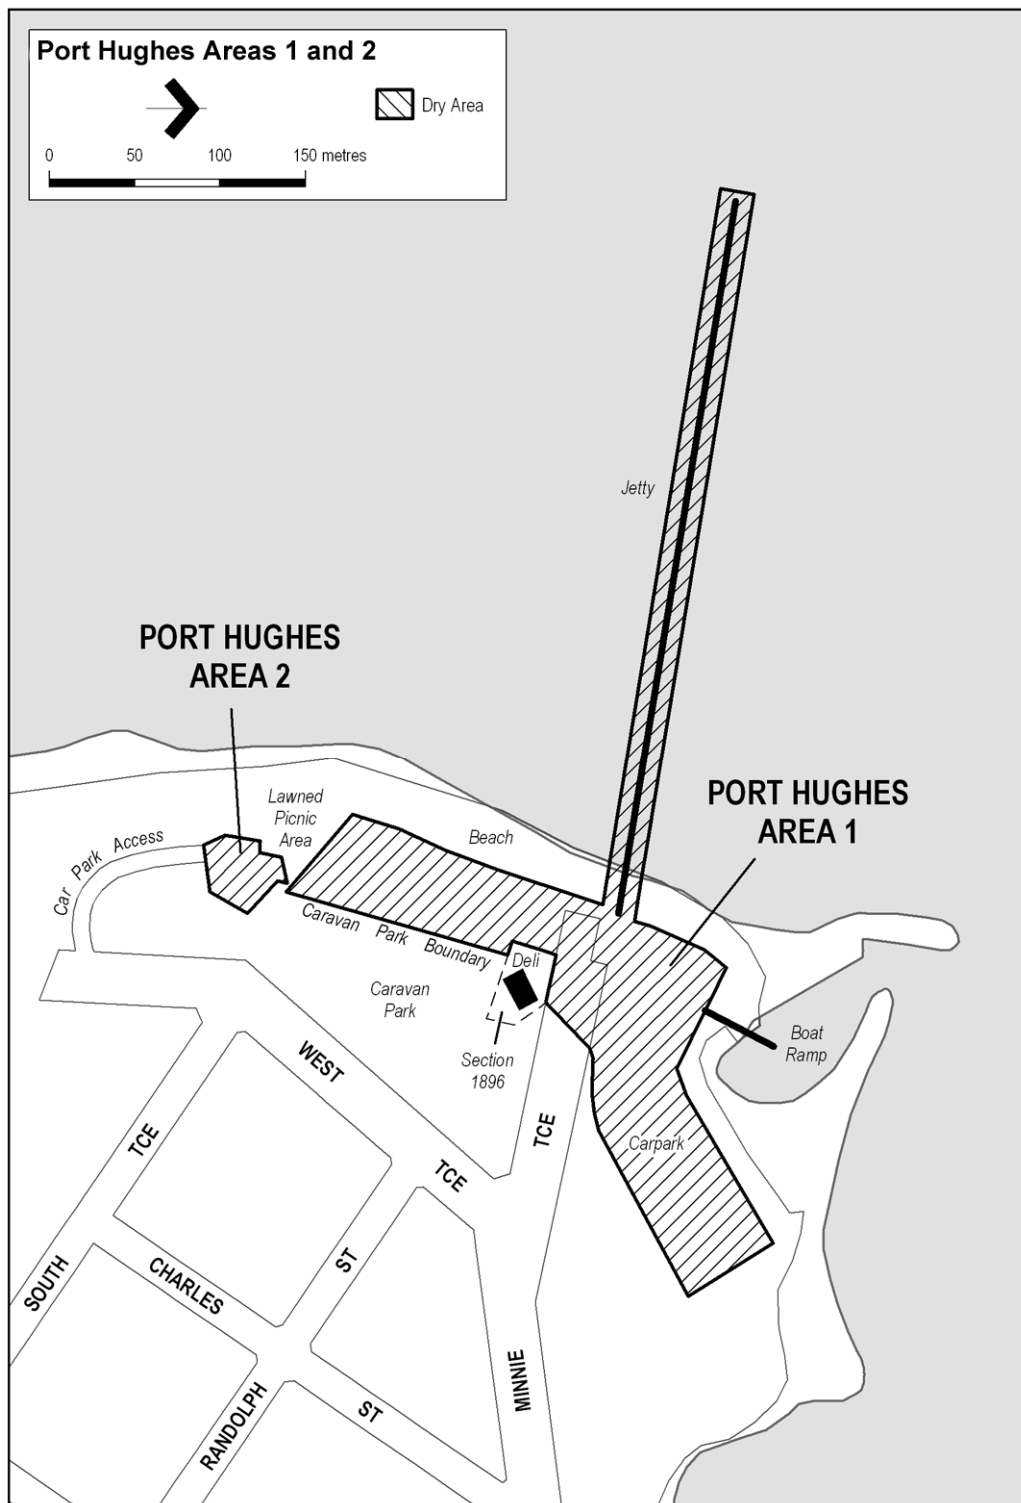 Port Hughes Areas 1 and 2
Dry Area
0 50 100 150 metres
Jetty
PORT HUGHES
AREA 2
PORT HUGHES
AREA 1
Lawned
Picnic
Area
Beach
Car Park Access
Caravan Park Boundary
Deli
Caravan
Park
Section
1896
Boat
Ramp
Carpark
WEST
TCE
TCE
TCE
SOUTH
CHARLES
ST
ST
RANDOLPH
MINNIE